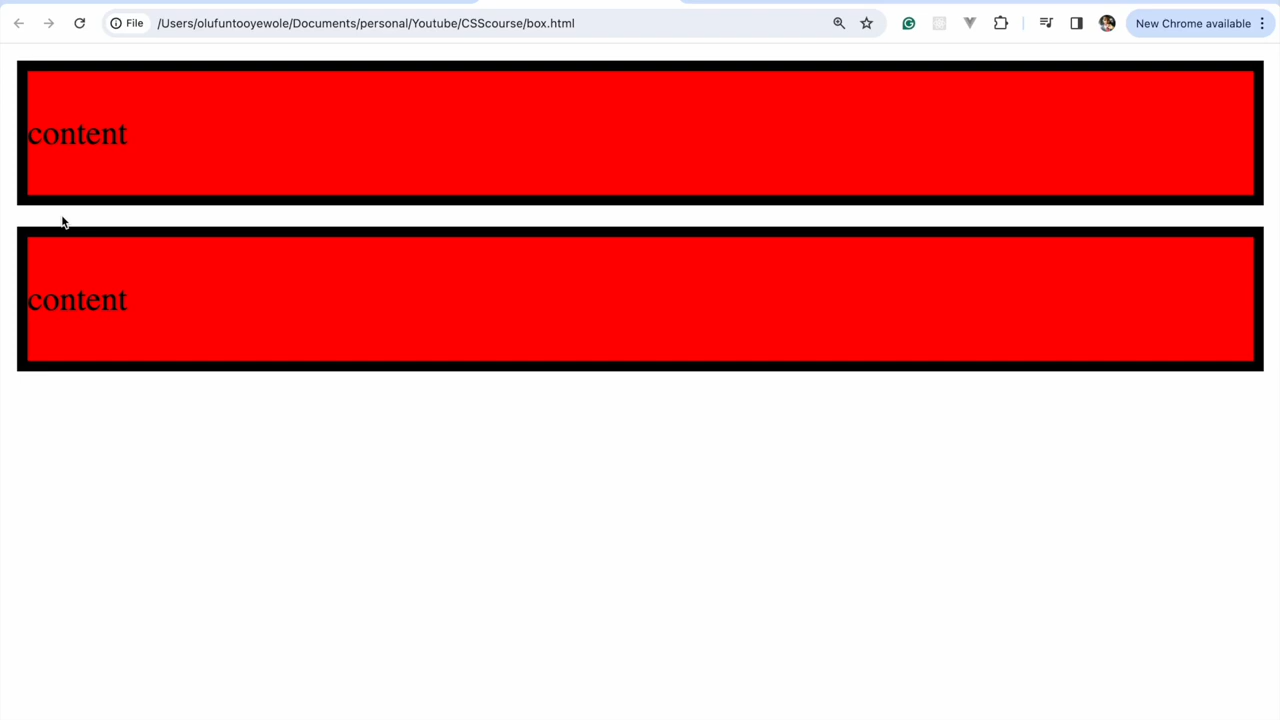 File /Users/olufuntooyewole/Documents/personal/Youtube/CSScourse/box.html New Chrome available
content
content